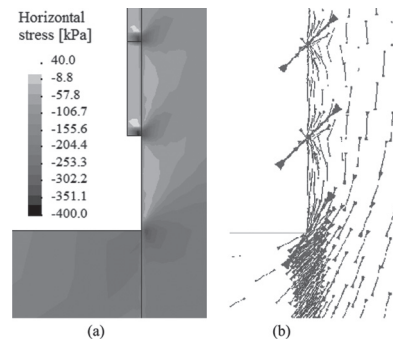 Horizontal
stress [kPa]
40.0
-8.8
-57.8
-106.7
-155.6
-204.4
-253.3
-302.2
-351.1
-400.0
(a)
(b)